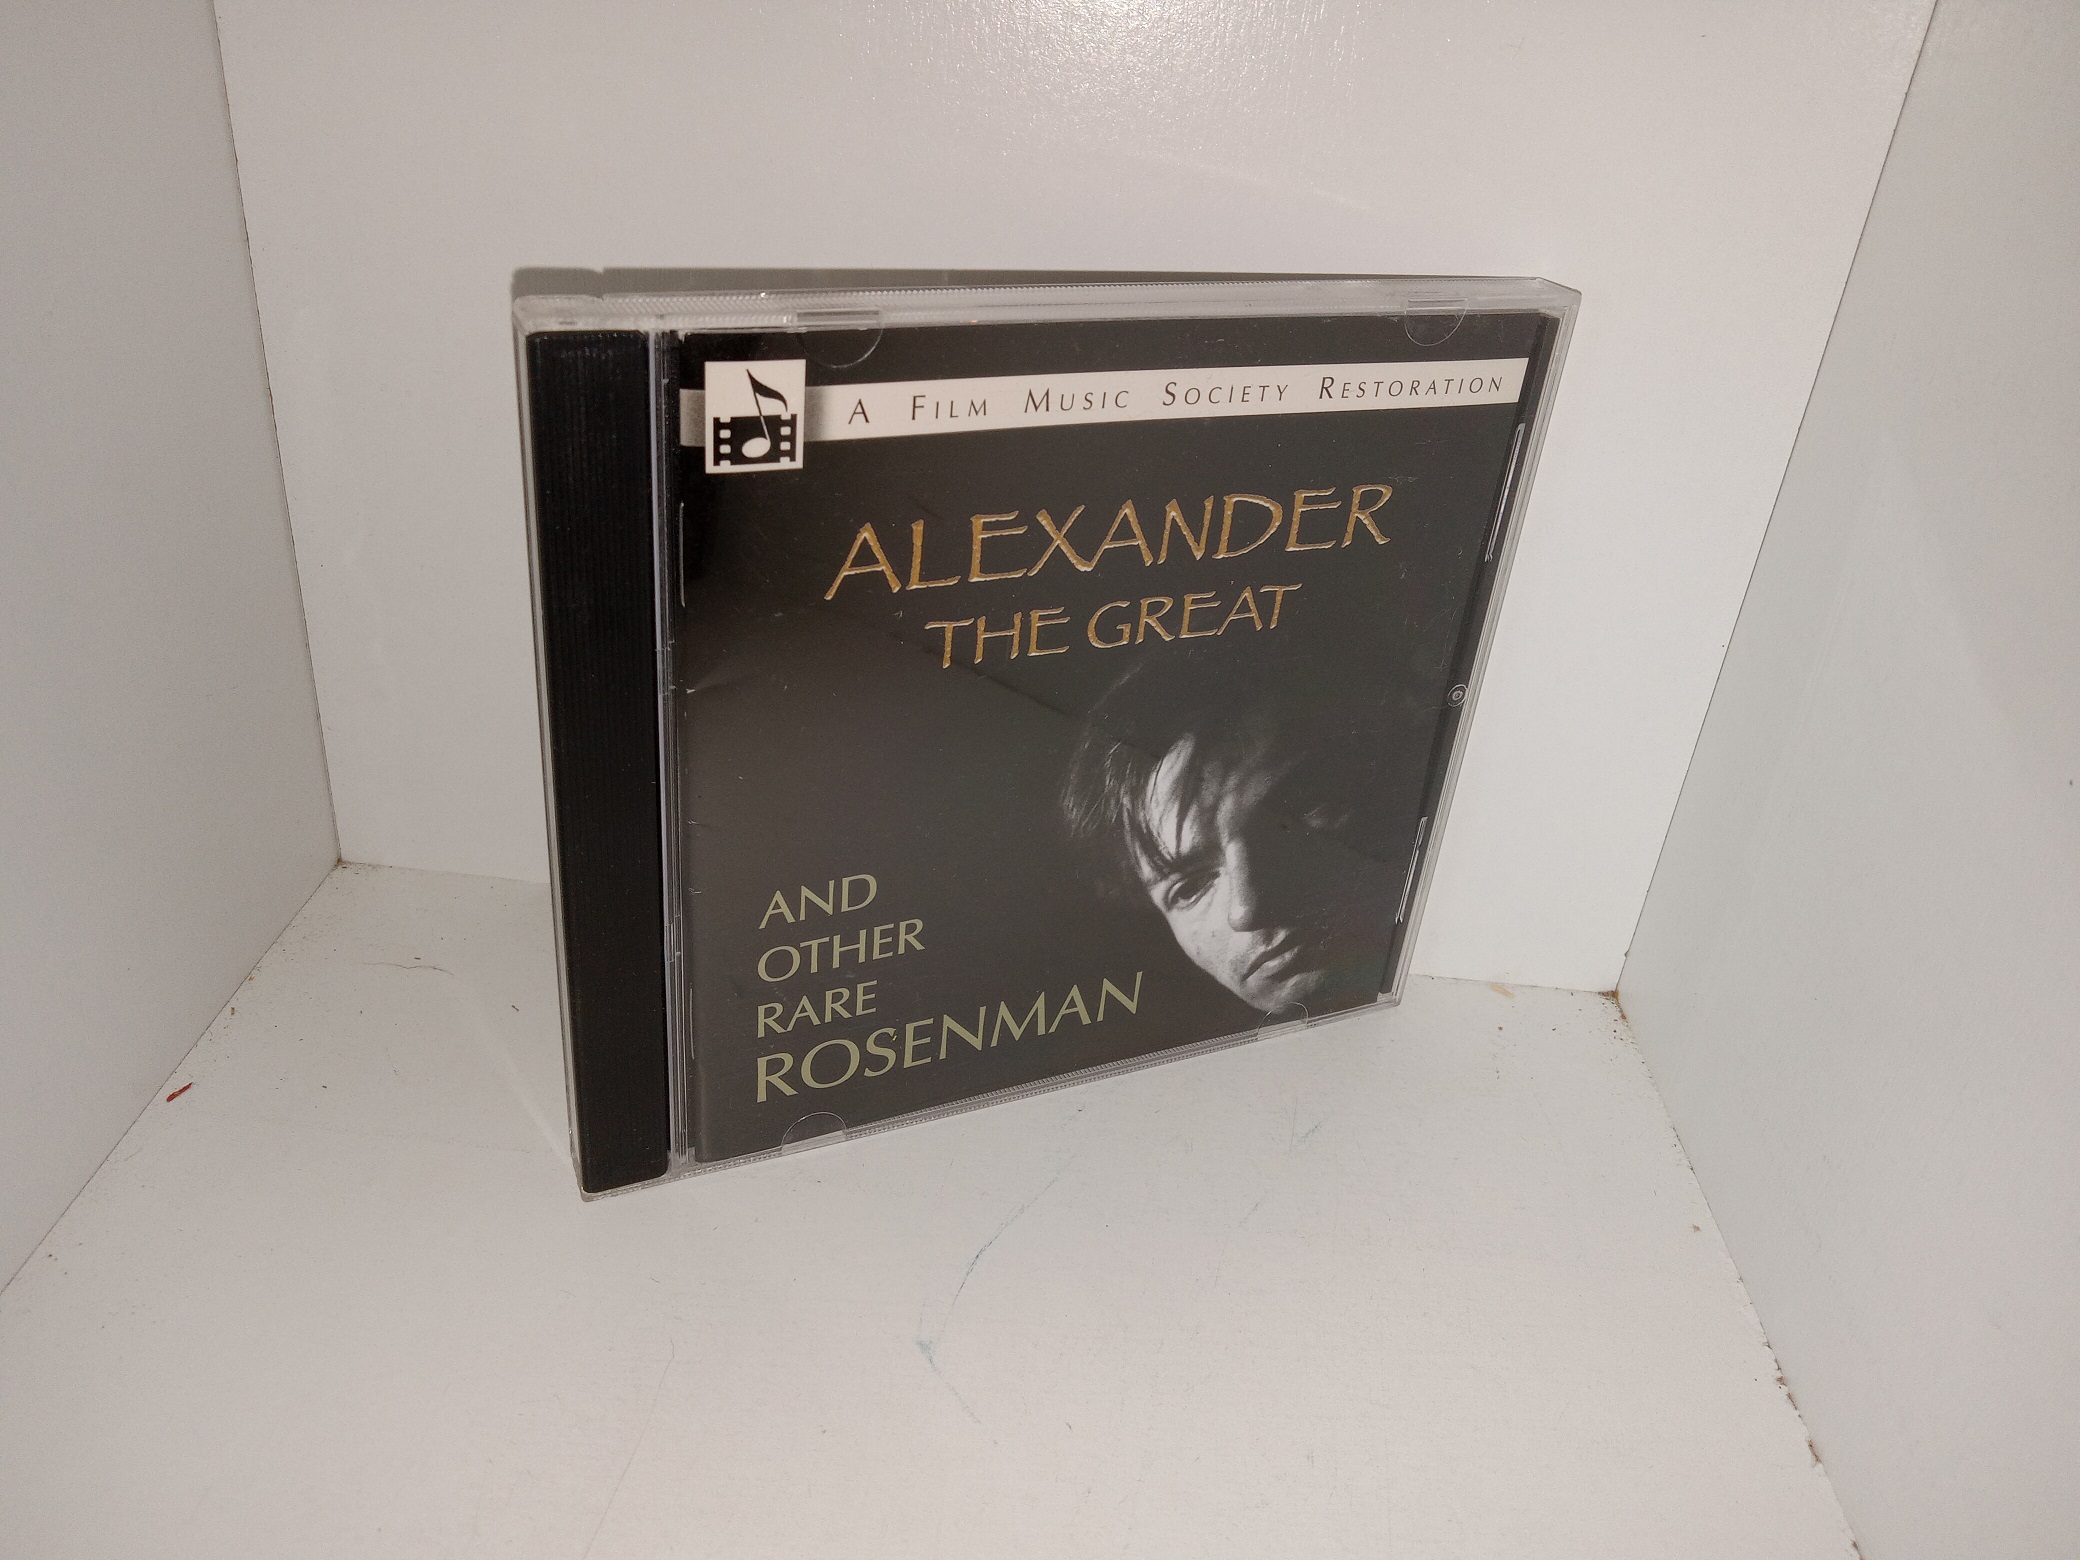 A FILM MUSIC SOCIETY RESTORATION
ALEXANDER
THE GREAT
AND
OTHER
RARE
ROSENMAN